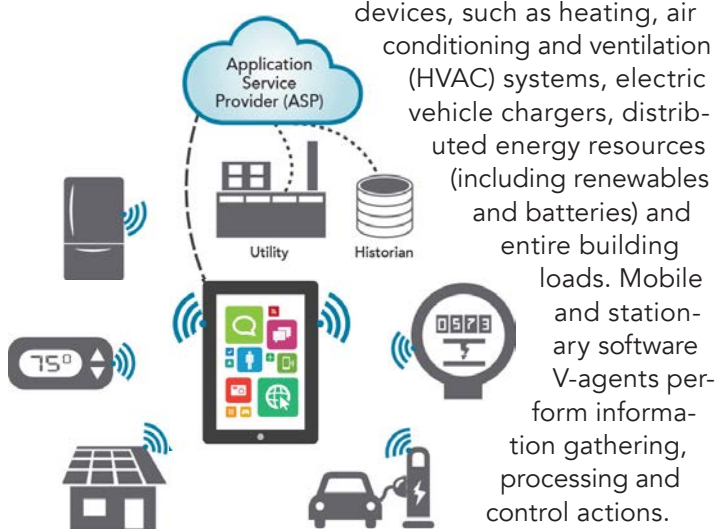 devices, such as heating, air
conditioning and ventilation
(HVAC) systems, electric
vehicle chargers, distrib-
uted energy resources
(including renewables
and batteries) and
entire building
loads. Mobile
and station-
ary software
V-agents per-
form informa-
tion gathering,
processing and
control actions.
Application
Service
Provider (ASP)
Utility
Historian
75°
0573